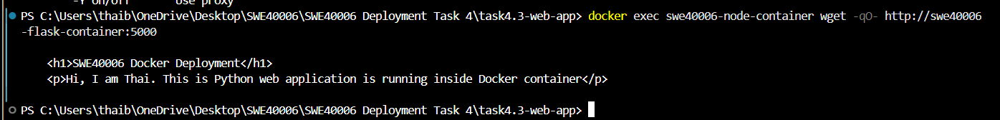 -Y on/off Use proxy
PS C:\Users\thaib\OneDrive\Desktop\SWE40006\SWE40006 Deployment Task 4\task4.3-web-app> docker exec swe40006-node-container wget -qO- http://swe40006
-flask-container:5000
<h1>SWE40006 Docker Deployment</h1>
<p>Hi, I am Thai. This is Python web application is running inside Docker container</p>
PS C:\Users\thaib\OneDrive\Desktop\SWE40006\SWE40006 Deployment Task 4\task4.3-web-app>